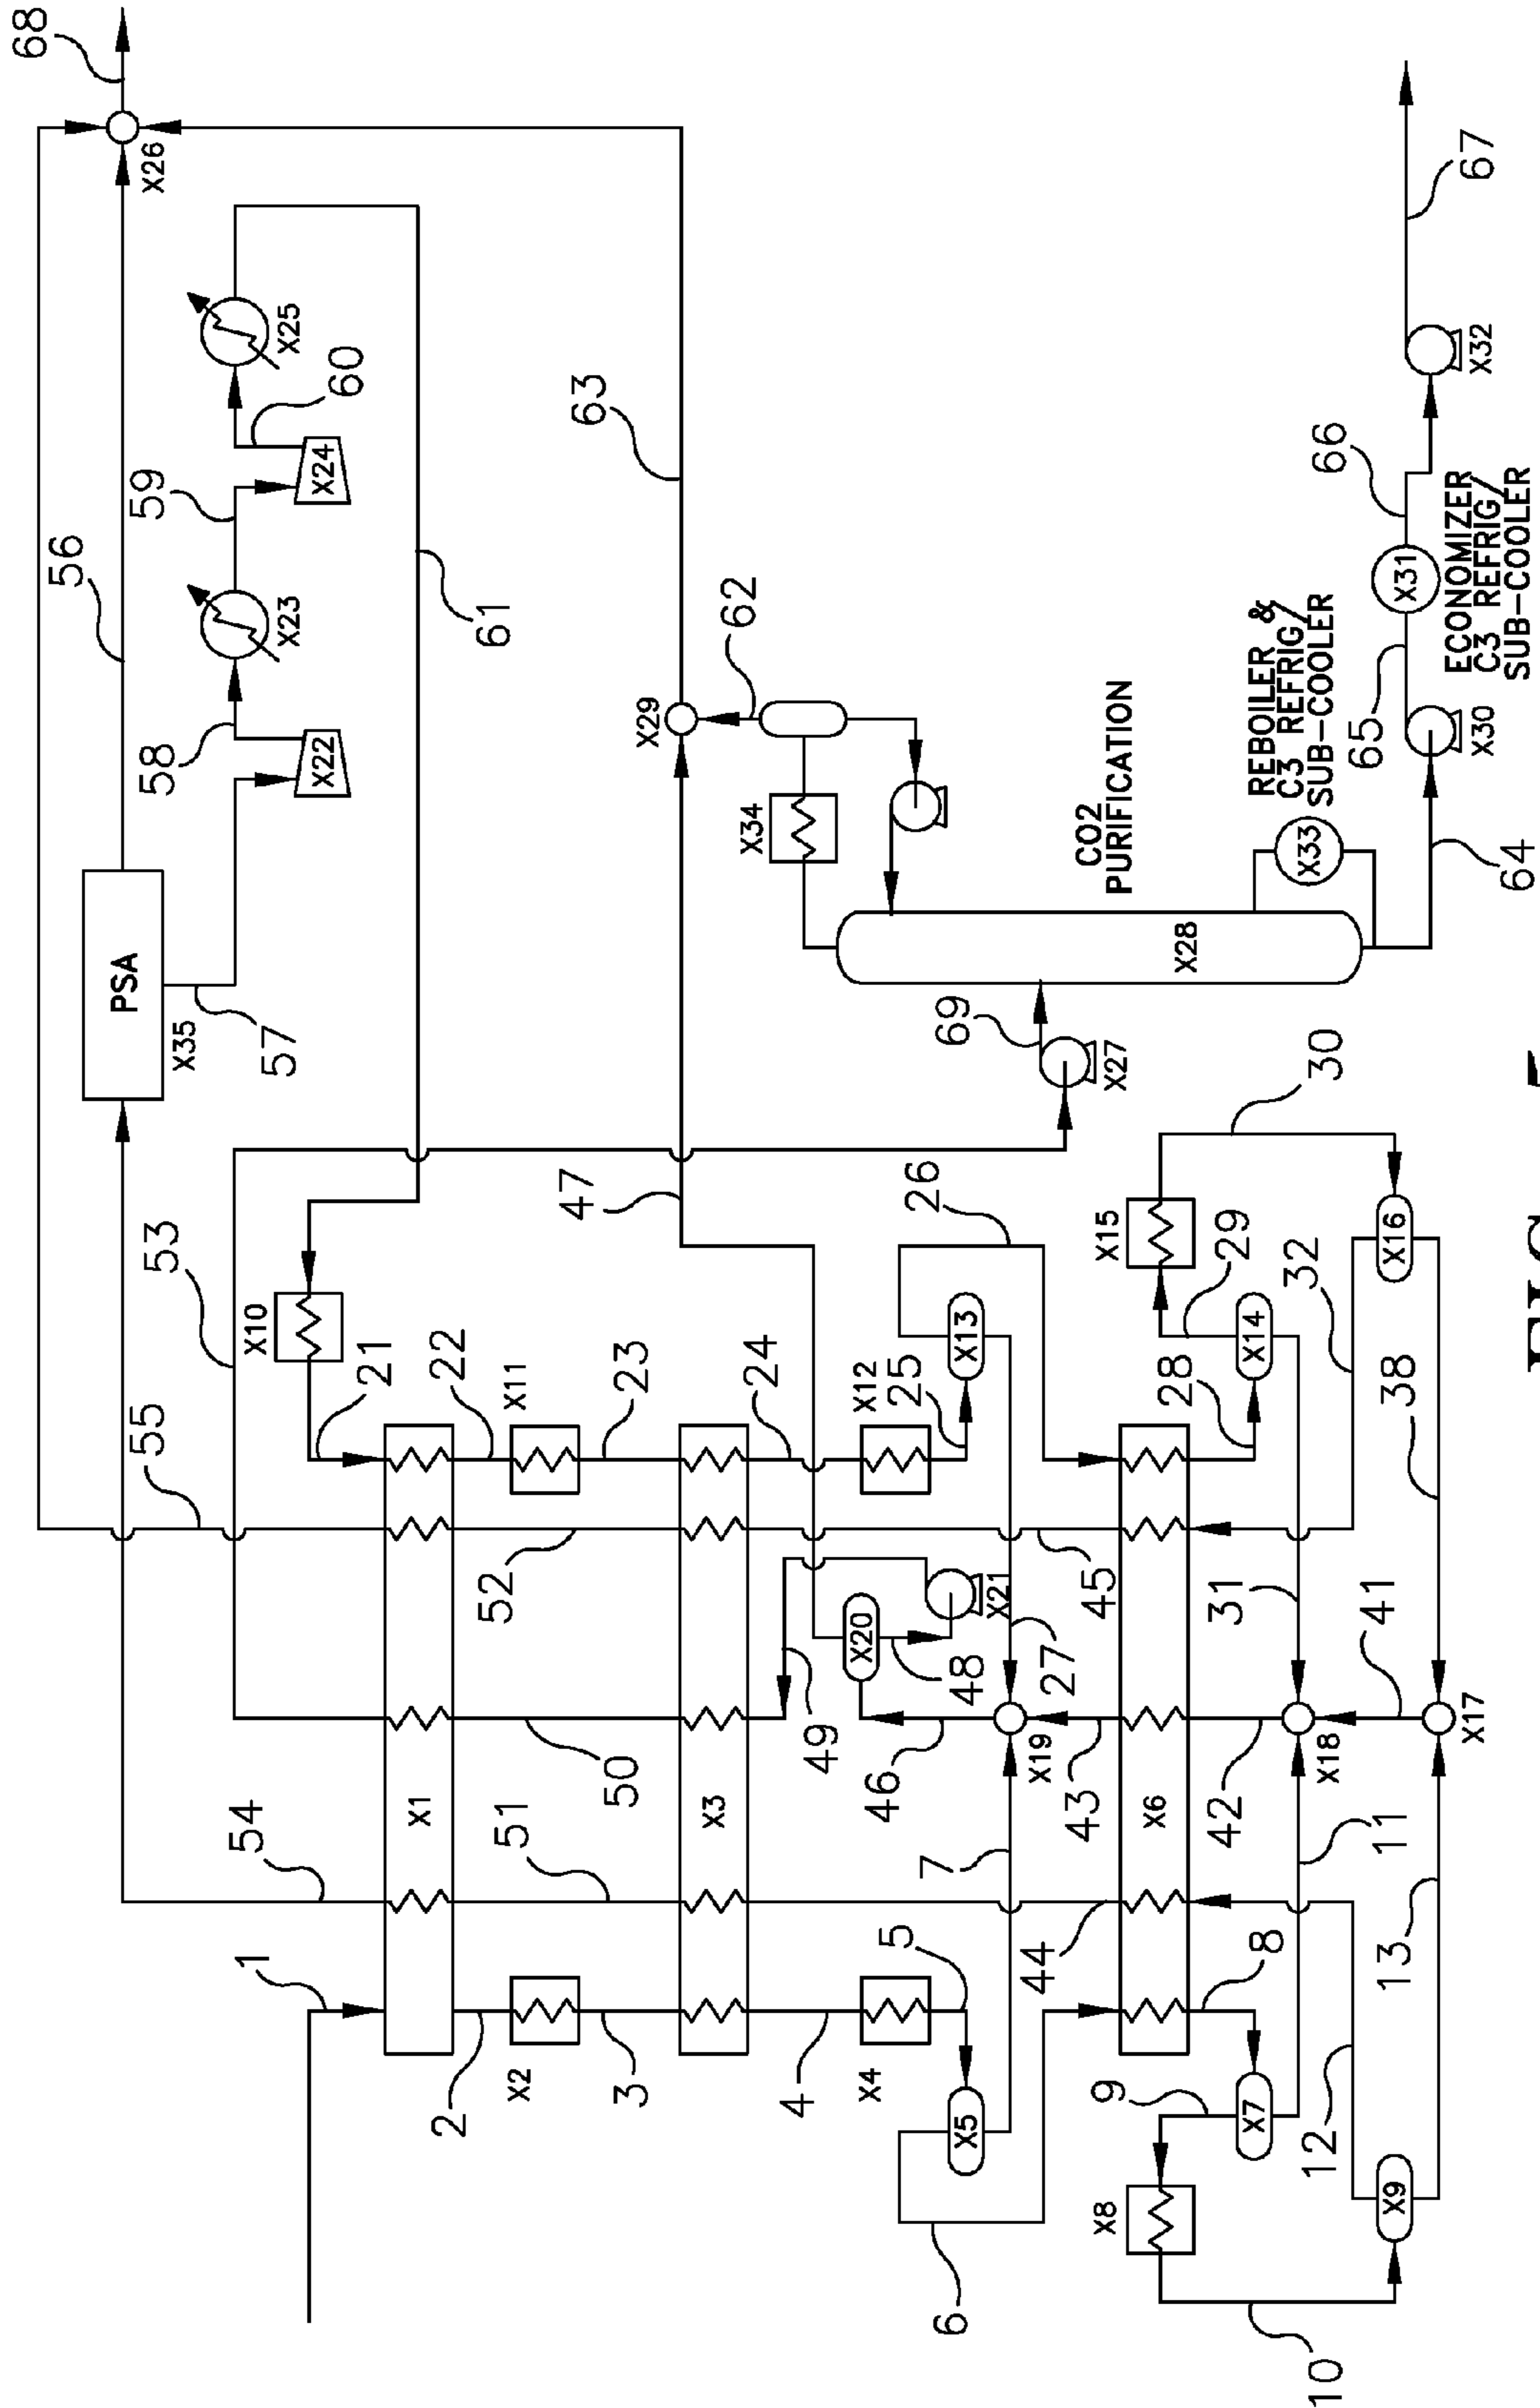 68
56
55
PSA
X26
58
59
X35
54
53
1
57
X23
X25
X10
X22
X24
60
21
X1
2
22
61
51
52
X11
X2
50
23
47
63
3
X3
X29
62
24
4
49
X34
X12
X4
X20
46
5
25
26
69
6
48
X5
X13
X21
7
27
X19
44
43
45
X27
CO2
PURIFICATION
9
X8
X15
X6
28
X28
42
29
31
8
X7
X14
REBOILER &
C3 REFRIG/
SUB-COOLER
X33
32
30
12
X18
11
41
10
X9
X16
13
38
65
66
X31
X17
X30
X32
67
64
ECONOMIZER
C3 REFRIG/
SUB-COOLER